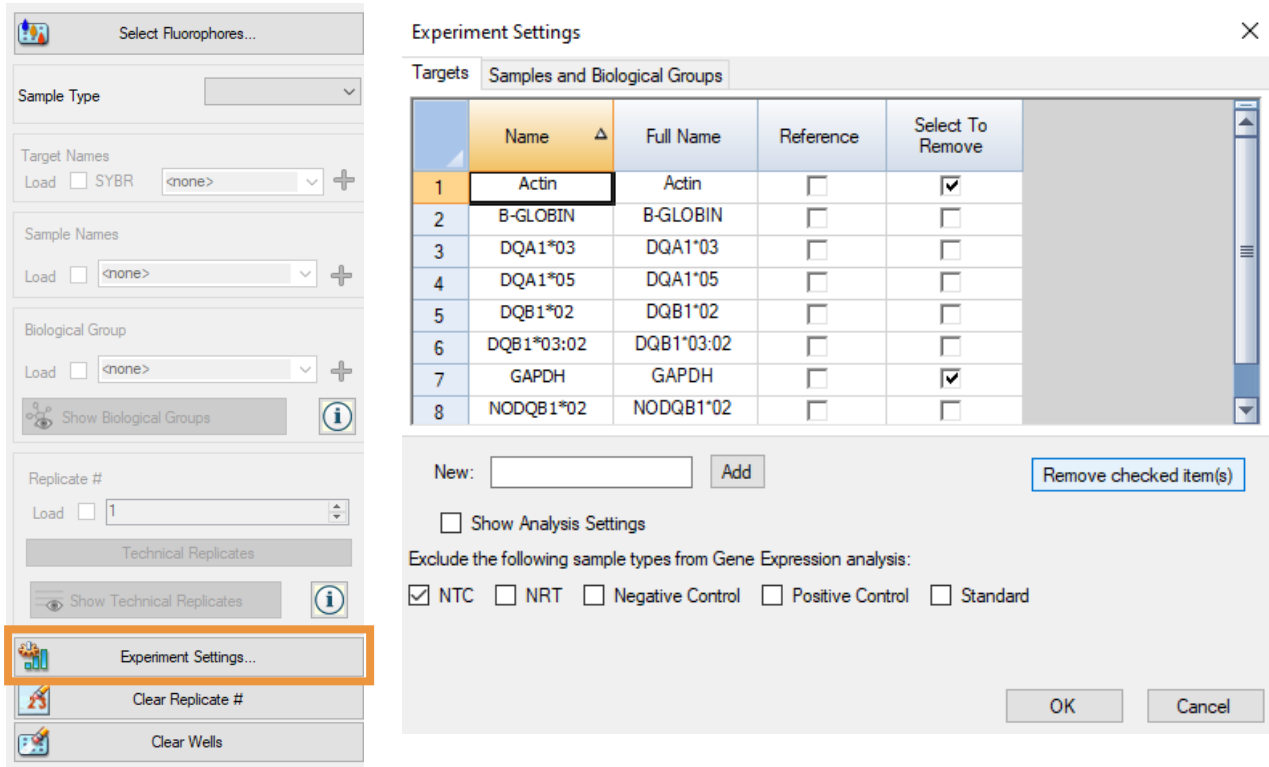 Select Fluorophores...
Sample Type
Target Names
Load SYBR <none>
Sample Names
Load <none>
Biological Group
Load <none>
Show Biological Groups
Replicate #
Load 1
Technical Replicates
Show Technical Replicates
Experiment Settings...
Clear Replicate #
Clear Wells
Experiment Settings
Targets Samples and Biological Groups
Name Full Name Reference Select To Remove
1 Actin Actin
2 B-GLOBIN B-GLOBIN
3 DQA1*03 DQA1*03
4 DQA1*05 DQA1*05
5 DQB1*02 DQB1*02
6 DQB1*03:02 DQB1*03:02
7 GAPDH GAPDH
8 NODQB1*02 NODQB1*02
New: Add Remove checked item(s)
Show Analysis Settings
Exclude the following sample types from Gene Expression analysis:
NTC NRT Negative Control Positive Control Standard
OK Cancel